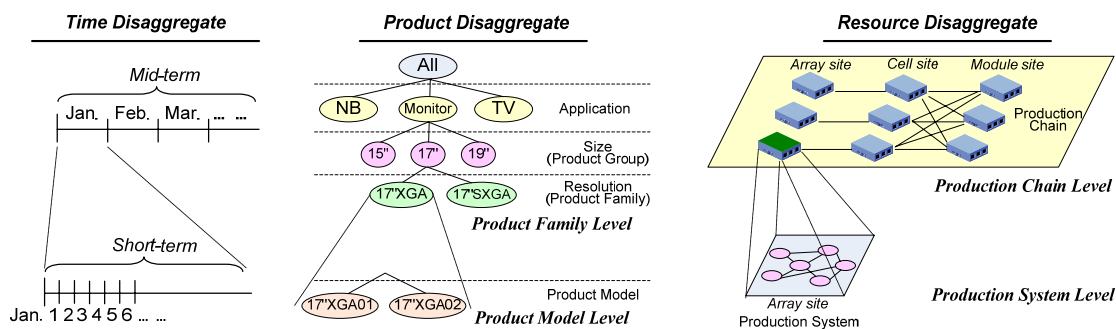 Time Disaggregate
Mid-term
Jan. Feb. Mar. ... ...
Short-term
Jan. 1 2 3 4 5 6 ... ...
Product Disaggregate
All
NB Monitor TV
Application
15" 17" 19"
Size
(Product Group)
17"XGA 17"SXGA
Resolution
(Product Family)
Product Family Level
Product Model
17"XGA01 17"XGA02
Product Model Level
Resource Disaggregate
Array site Cell site Module site
Production
Chain
Production Chain Level
Array site
Production System
Production System Level